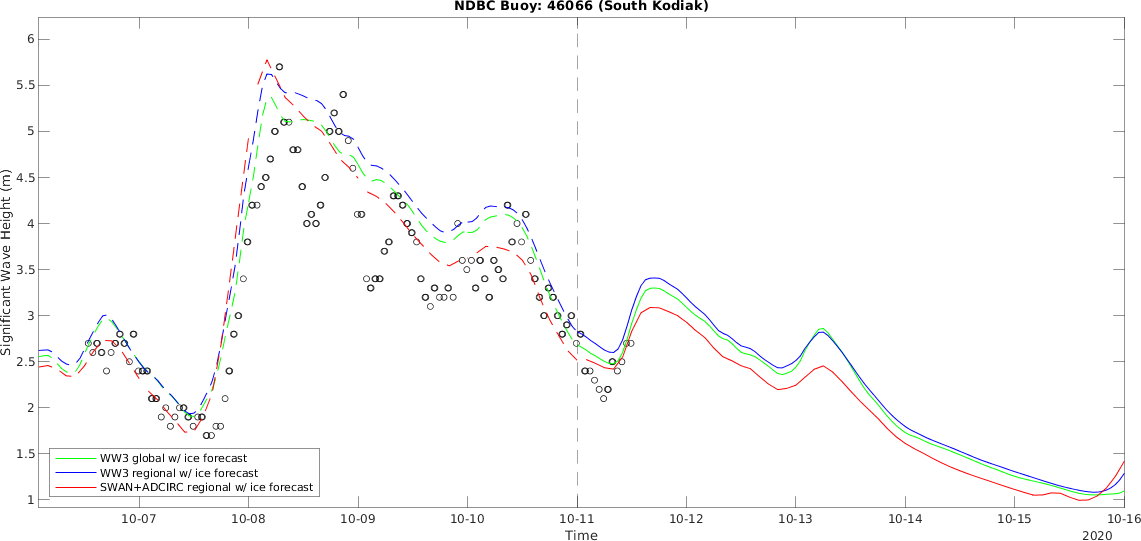 NDBC Buoy: 46066 (South Kodiak)
6
5.5
5
4.5
4
3.5
3
2.5
2
1.5
1
Significant Wave Height (m)
WW3 global w/ ice forecast
WW3 regional w/ ice forecast
SWAN+ADCIRC regional w/ ice forecast
10-07 10-08 10-09 10-10 10-11 10-12 10-13 10-14 10-15 10-16
Time
2020